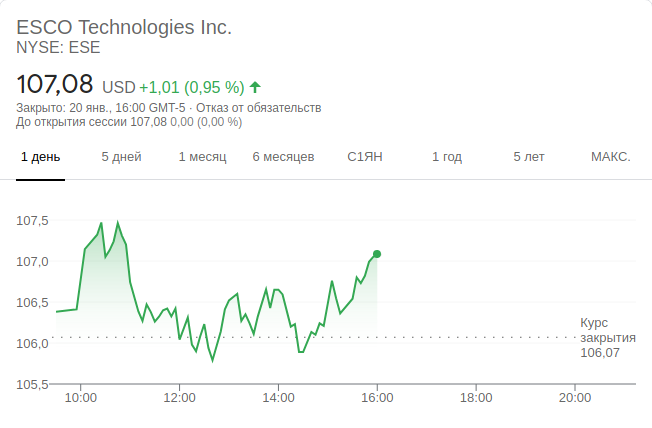 ESCO Technologies Inc.
NYSE: ESE
107,08 USD +1,01 (0,95 %)
Закрыто: 20 янв., 16:00 GMT-5 · Отказ от обязательств
До открытия сессии 107,08 0,00 (0,00 %)
1 день 5 дней 1 месяц 6 месяцев С1ЯН 1 год 5 лет МАКС.
107,5
107,0
106,5
106,0
105,5
Курс
закрытия
106,07
10:00 12:00 14:00 16:00 18:00 20:00